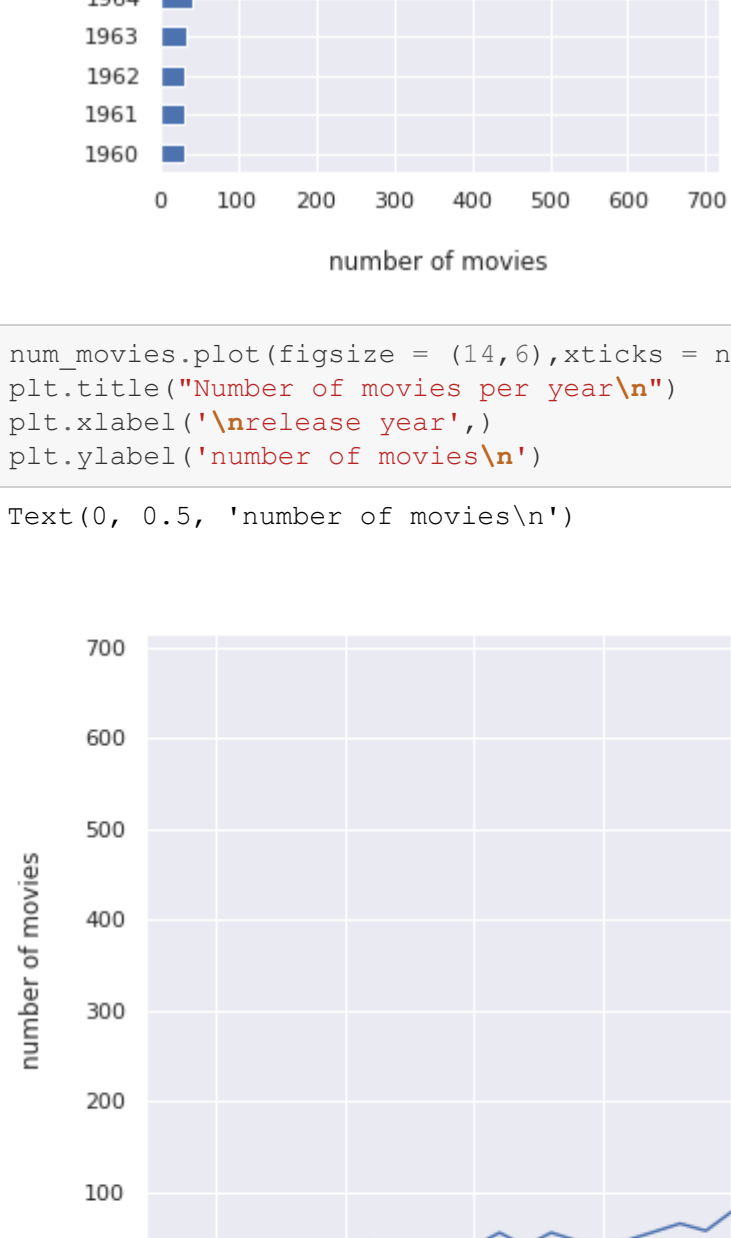 1964
1963
1962
1961
1960
0 100 200 300 400 500 600 700
number of movies
num_movies.plot(figsize = (14,6),xticks = n
plt.title("Number of movies per year\n")
plt.xlabel('\nrelease year',)
plt.ylabel('number of movies\n')
Text(0, 0.5, 'number of movies\n')
700
600
500
400
number of movies
300
200
100